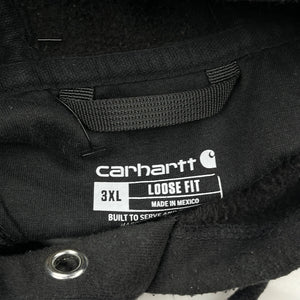 carhartt
3XL LOOSE FIT
MADE IN MEXICO
BUILT TO SERVE